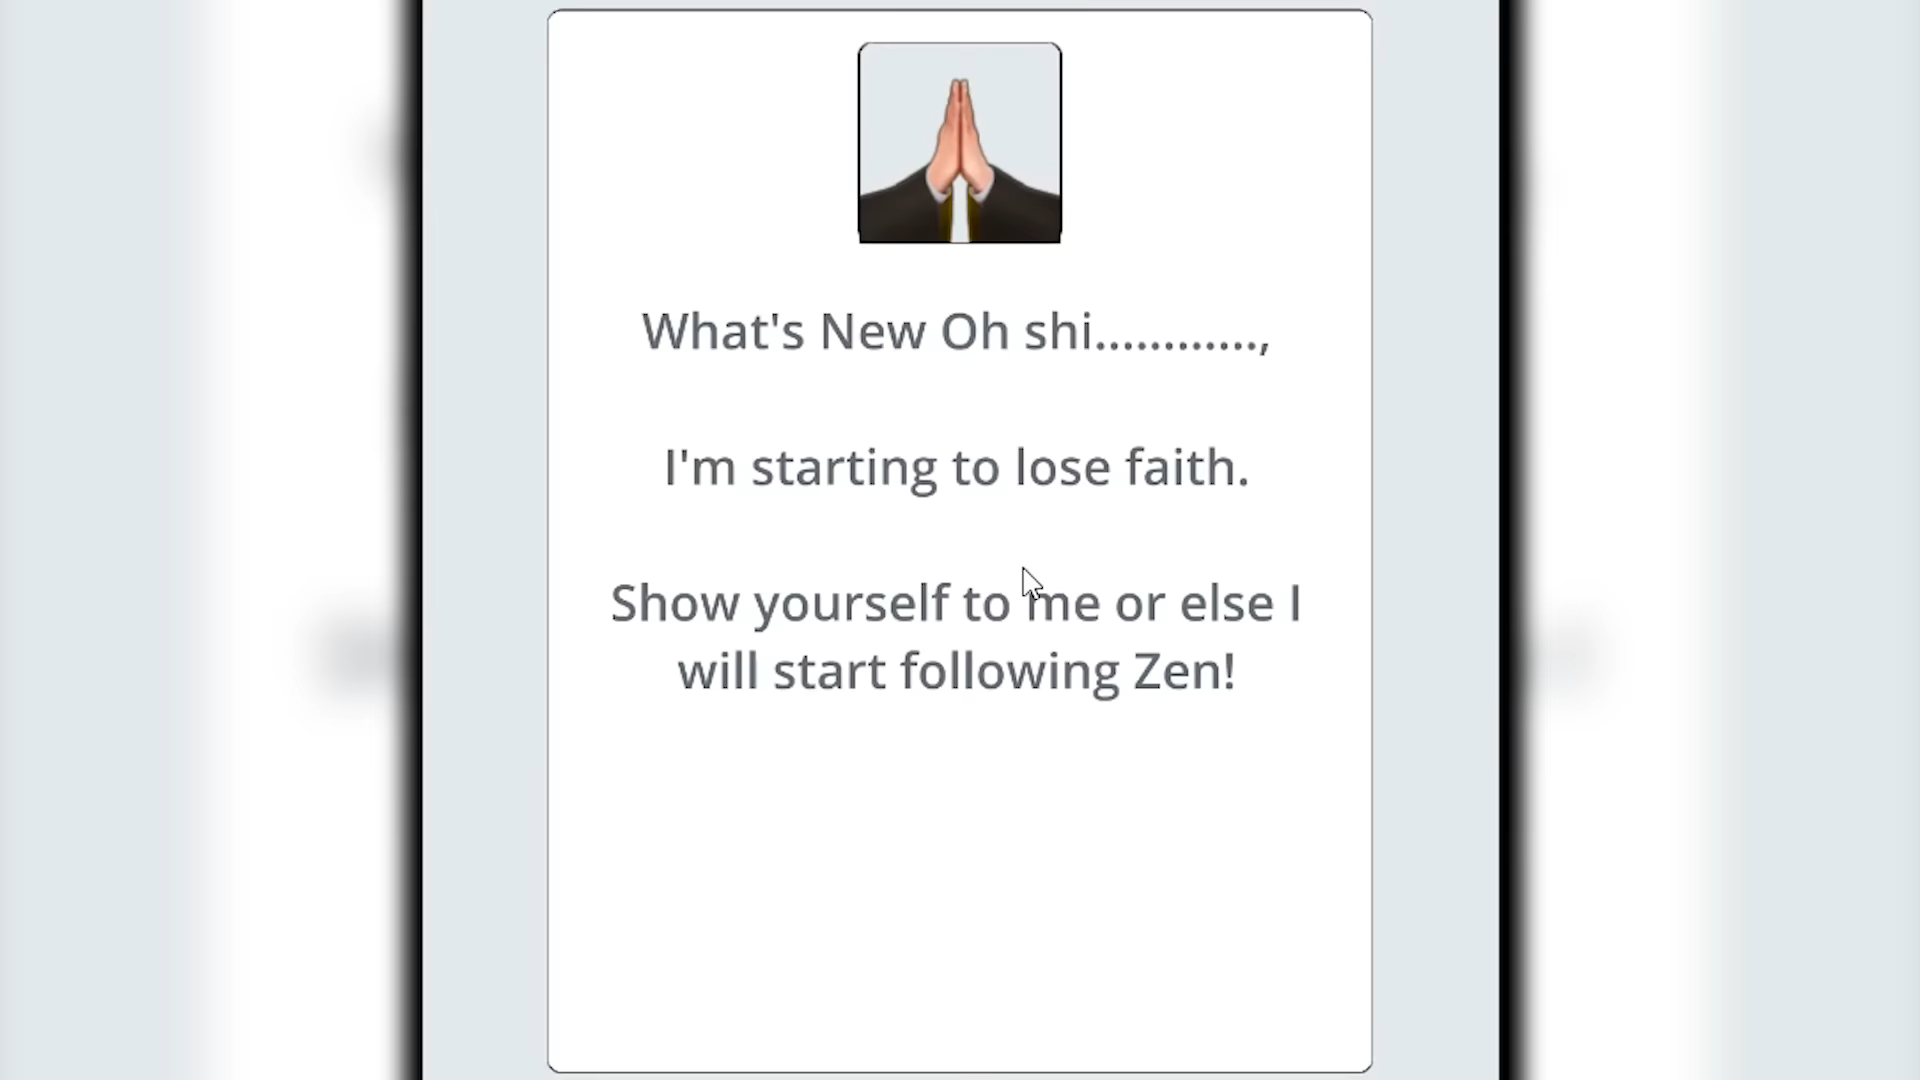 What's New Oh shi............,
I'm starting to lose faith.
Show yourself to me or else I
will start following Zen!